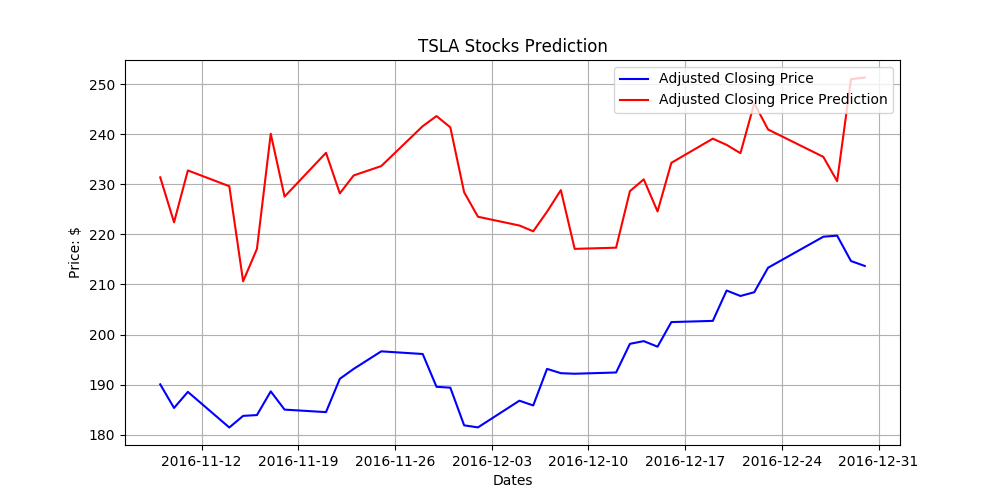 TSLA Stocks Prediction
Adjusted Closing Price
Adjusted Closing Price Prediction
Price: $
250
240
230
220
210
200
190
180
2016-11-12 2016-11-19 2016-11-26 2016-12-03 2016-12-10 2016-12-17 2016-12-24 2016-12-31
Dates